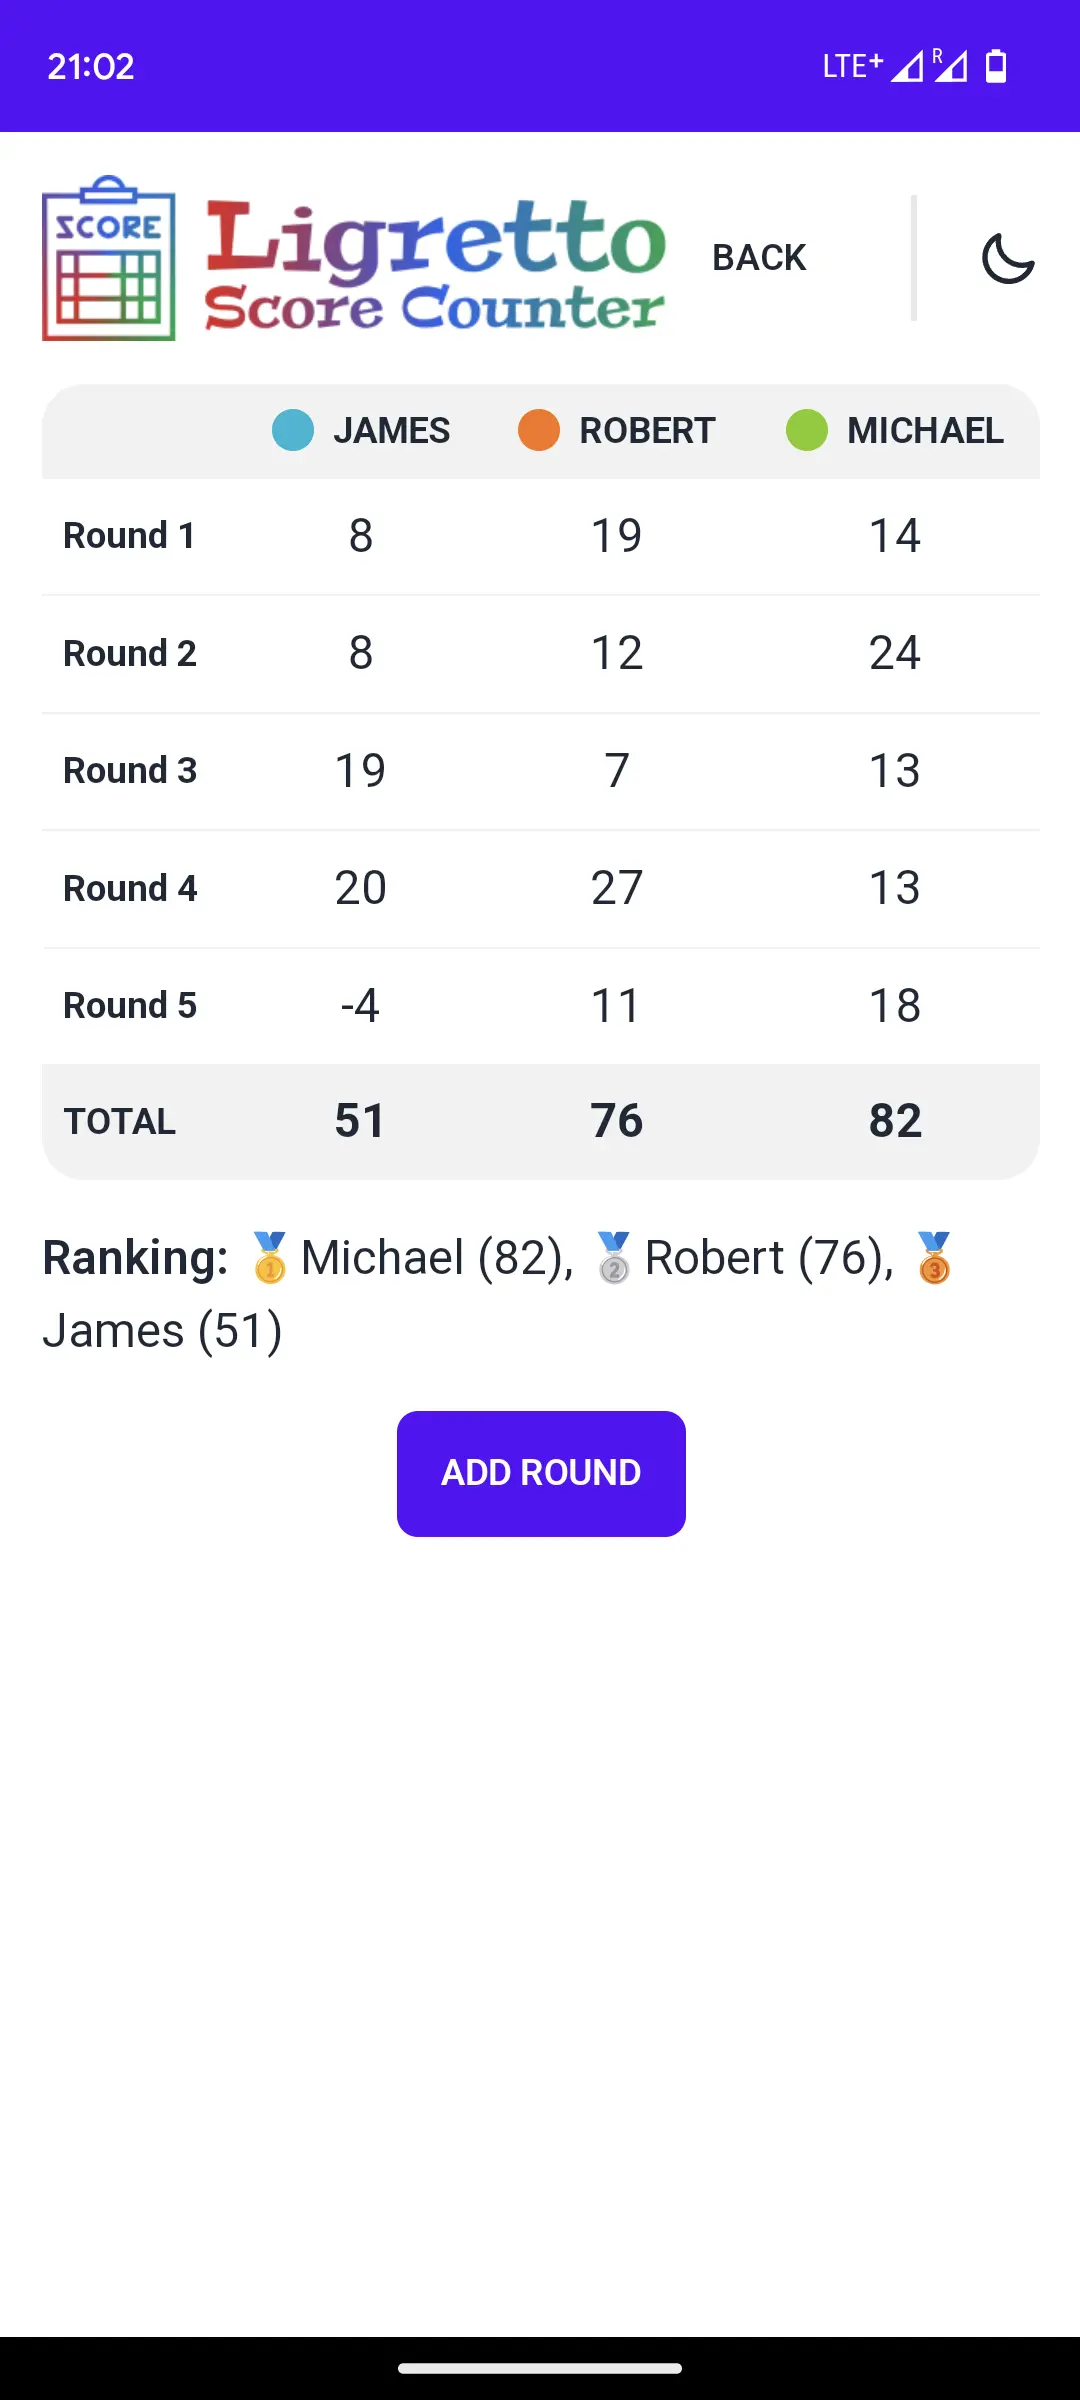 21:02 LTE+ R
SCORE
Ligretto
Score Counter
BACK
JAMES ROBERT MICHAEL
Round 1 8 19 14
Round 2 8 12 24
Round 3 19 7 13
Round 4 20 27 13
Round 5 -4 11 18
TOTAL 51 76 82
Ranking: 🥇 Michael (82), 🥈 Robert (76), 🥉
James (51)
ADD ROUND